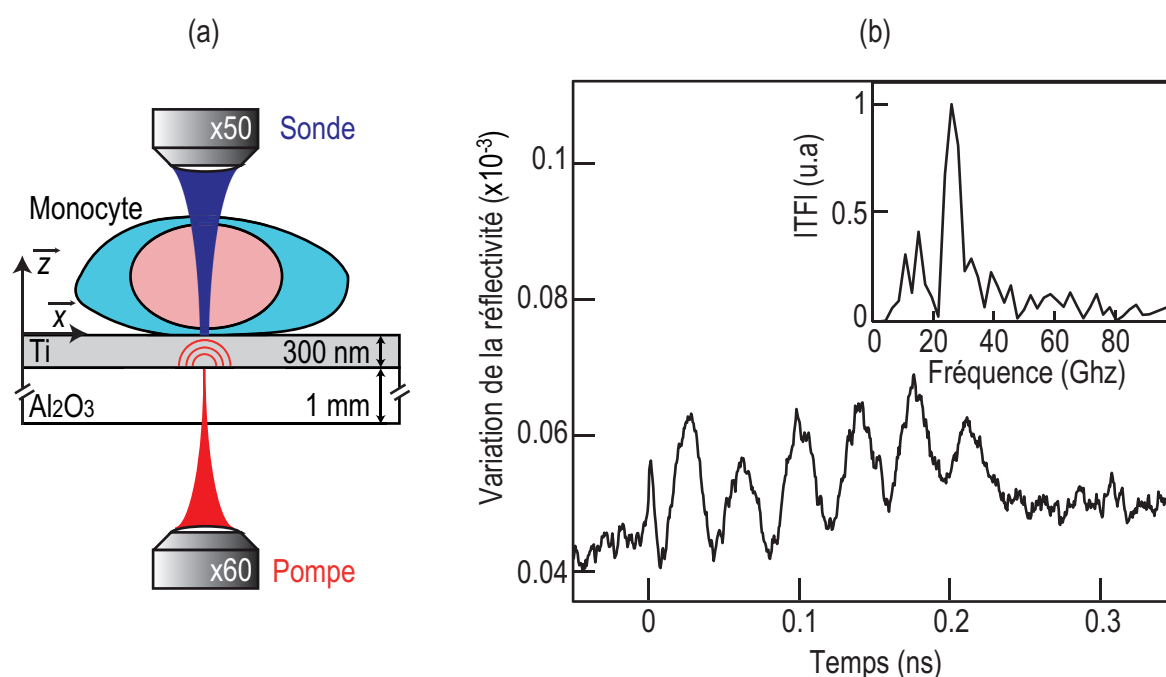 (a)
x50 Sonde
Monocyte
z
x
Ti
300 nm
Al2O3
1 mm
x60 Pompe
(b)
Variation de la réflectivité (x10-3)
0.1
0.08
0.06
0.04
0 0.1 0.2 0.3
Temps (ns)
ITFI (u.a)
1
0.5
0
0 20 40 60 80
Fréquence (Ghz)